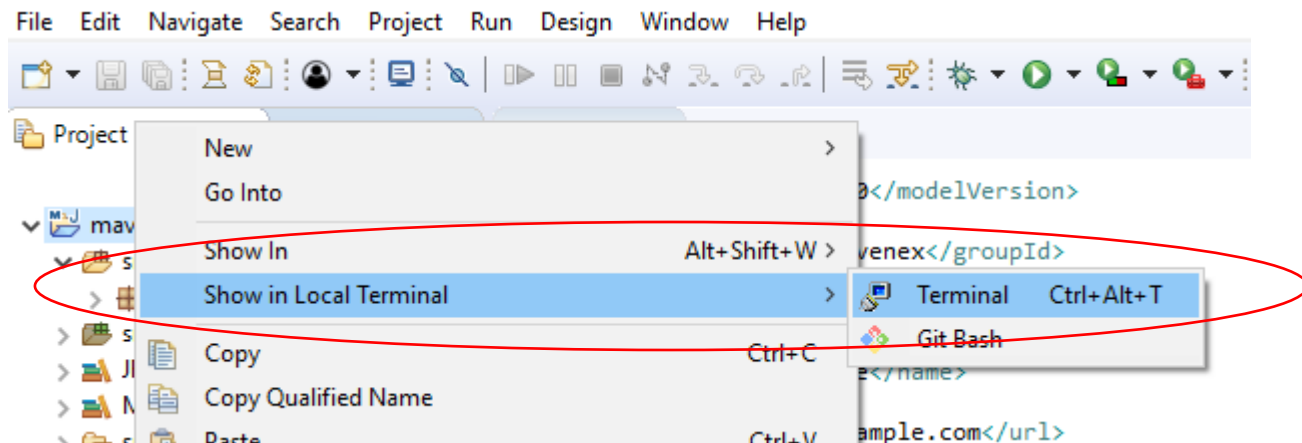 File Edit Navigate Search Project Run Design Window Help
Project
New
Go Into
</modelVersion>
mav
Show In Alt+Shift+W
venex</groupId>
s
Show in Local Terminal
Terminal Ctrl+Alt+T
s
Copy Ctrl+C
Git Bash
</name>
Copy Qualified Name
Paste Ctrl+V
ample.com</url>